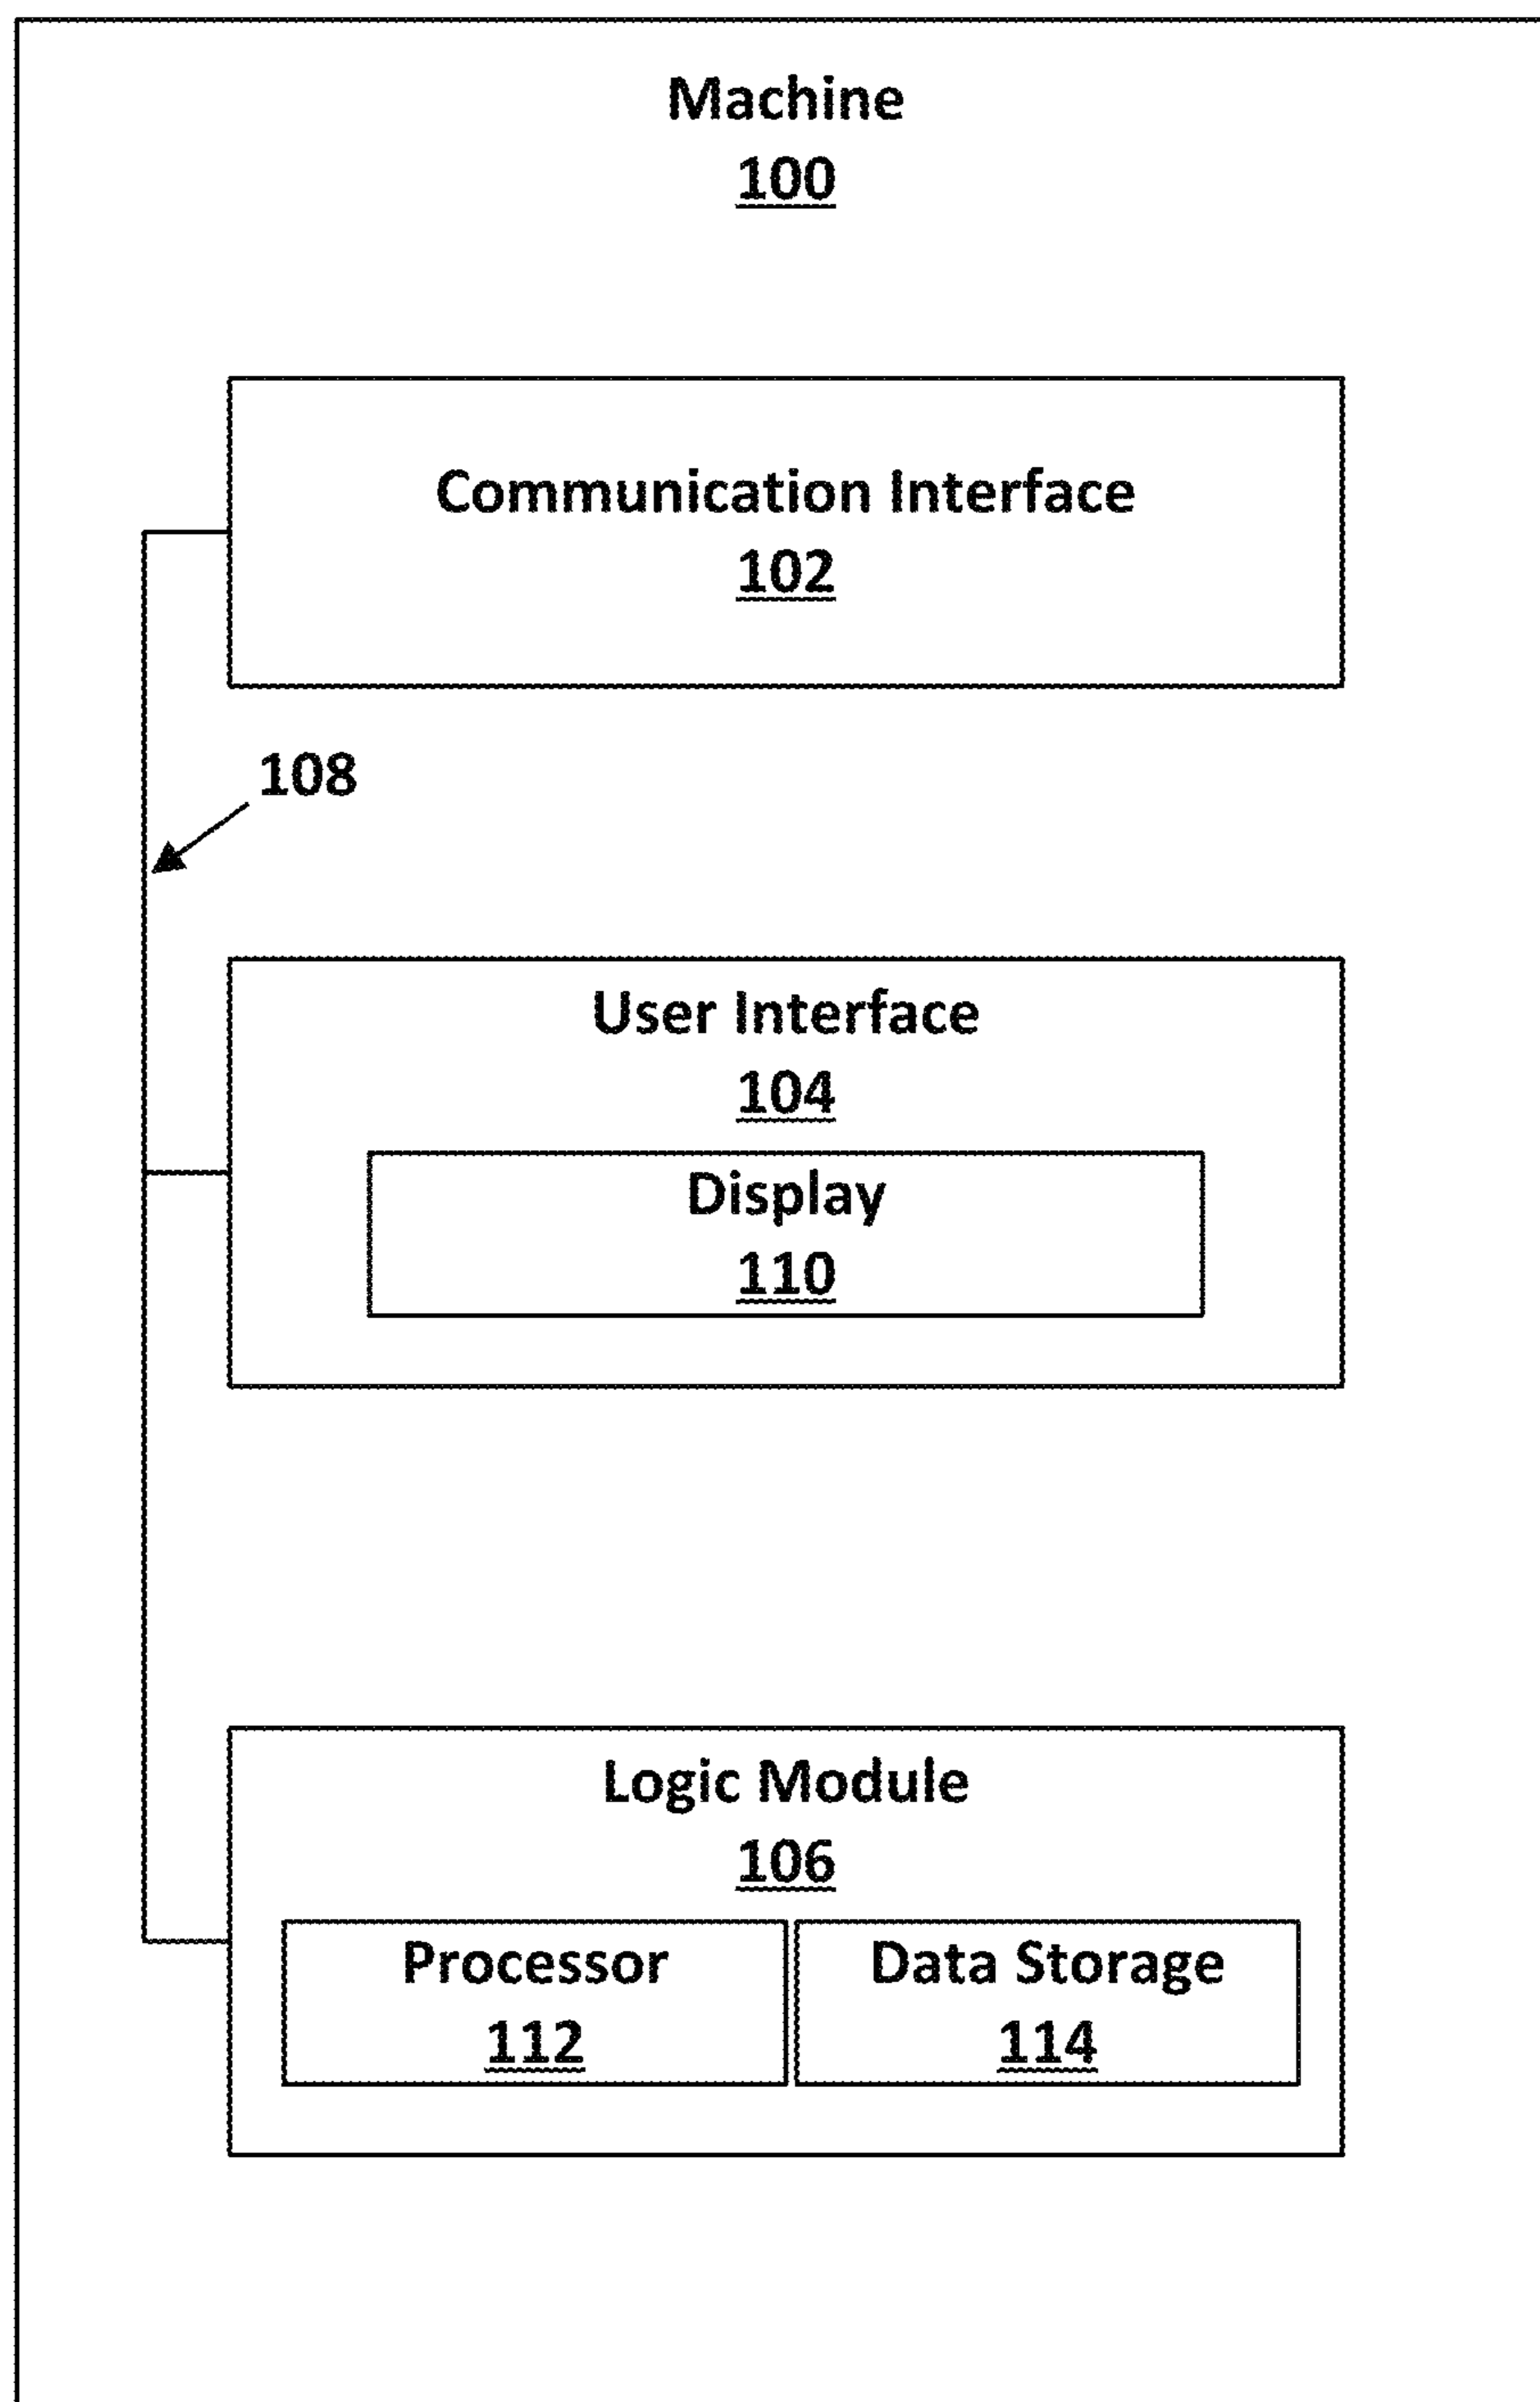 Machine
100
Communication Interface
102
108
User Interface
104
Display
110
Logic Module
106
Processor
112
Data Storage
114